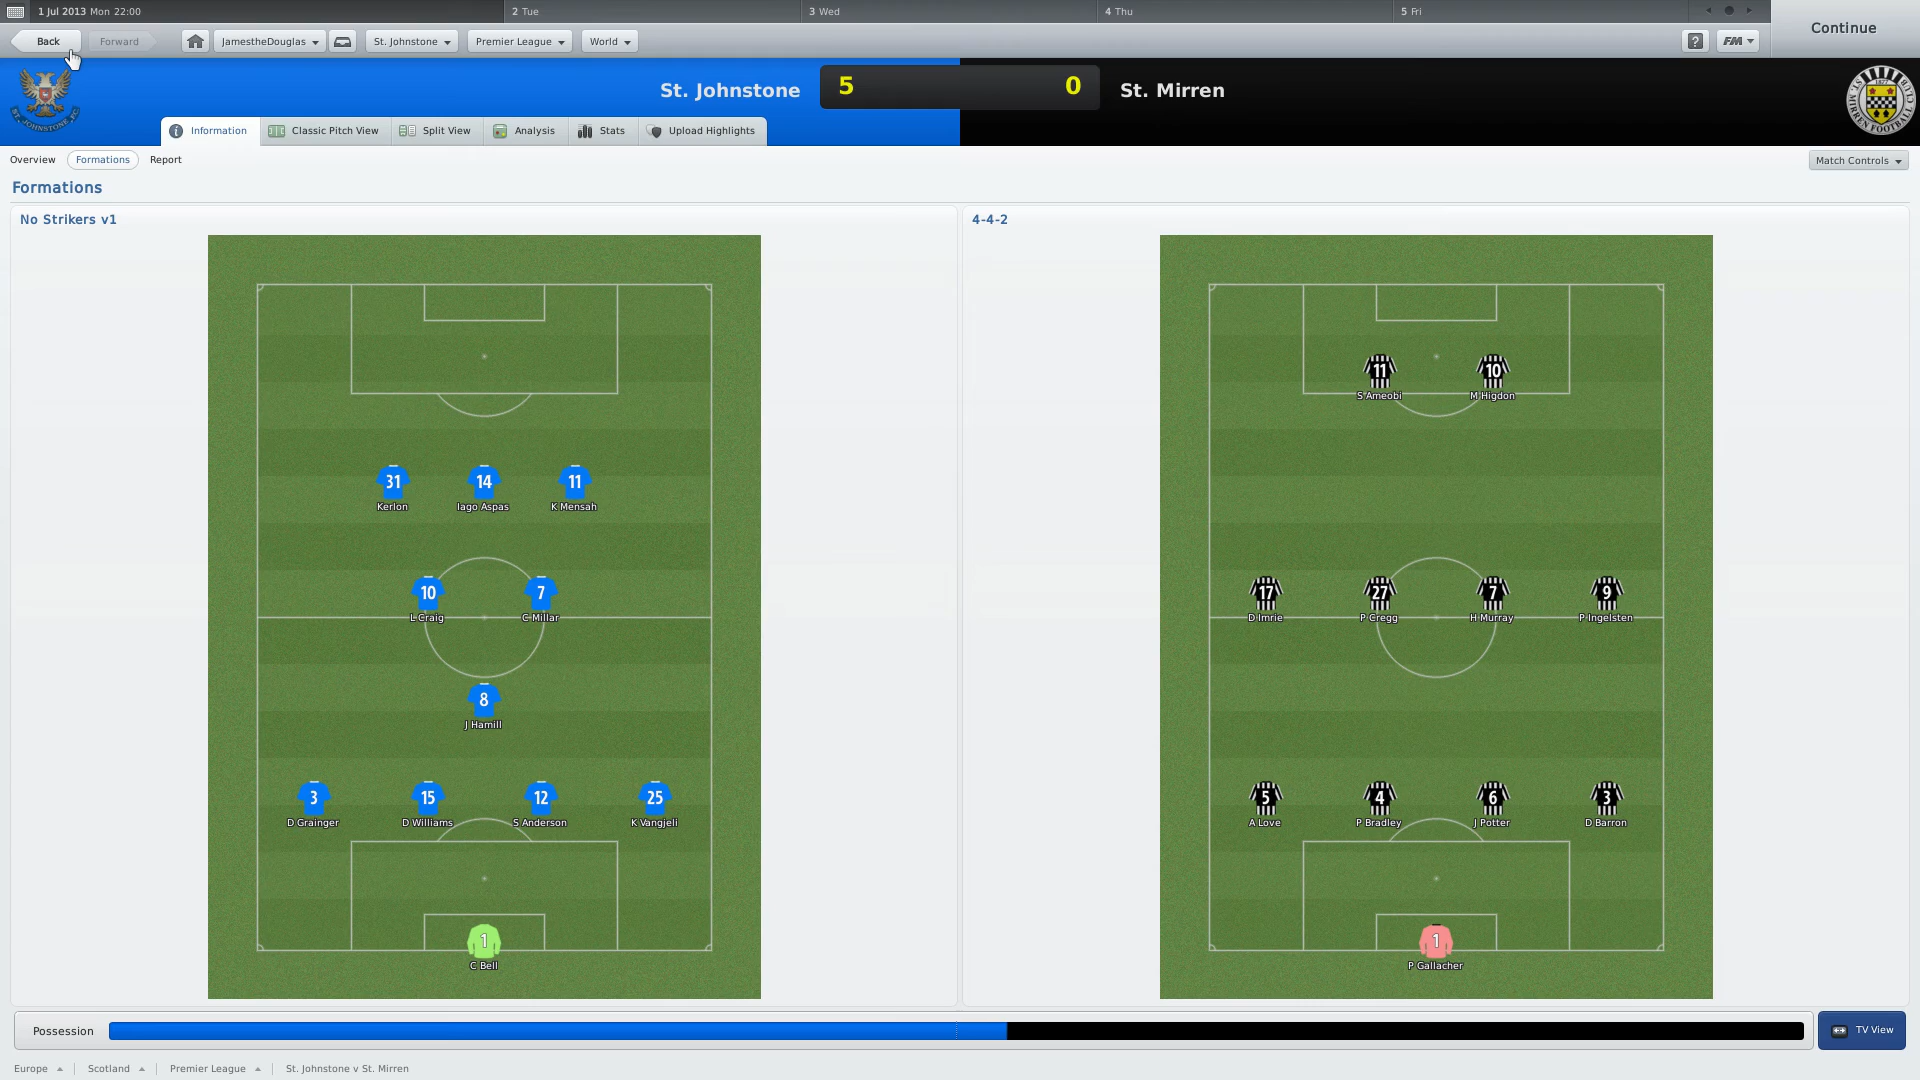 1 Jul 2013 Mon 22:00 2 Tue 3 Wed 4 Thu 5 Fri
Back Forward JamestheDouglas St. Johnstone Premier League World ? FM Continue
St. Johnstone 5 0 St. Mirren
Information Classic Pitch View Split View Analysis Stats Upload Highlights
Overview Formations Report Match Controls
Formations
No Strikers v1
31 14 11
Kerlon Iago Aspas K Mensah
10 7
L Craig C Millar
8
J Hamill
3 15 12 25
D Grainger D Williams S Anderson K Vangjeli
1
C Bell
4-4-2
11 10
S Ameobi M Higdon
17 27 7 9
D Imrie P Cregg H Murray P Ingelsten
5 4 6 3
A Love P Bradley J Potter D Barron
1
P Gallacher
Possession TV View
Europe Scotland Premier League St. Johnstone v St. Mirren